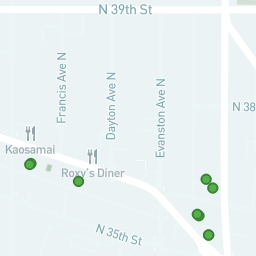 N 39th St
Francis Ave N
Dayton Ave N
Evanston Ave N
N 38
Kaosamai
Roxy's Diner
N 35th St